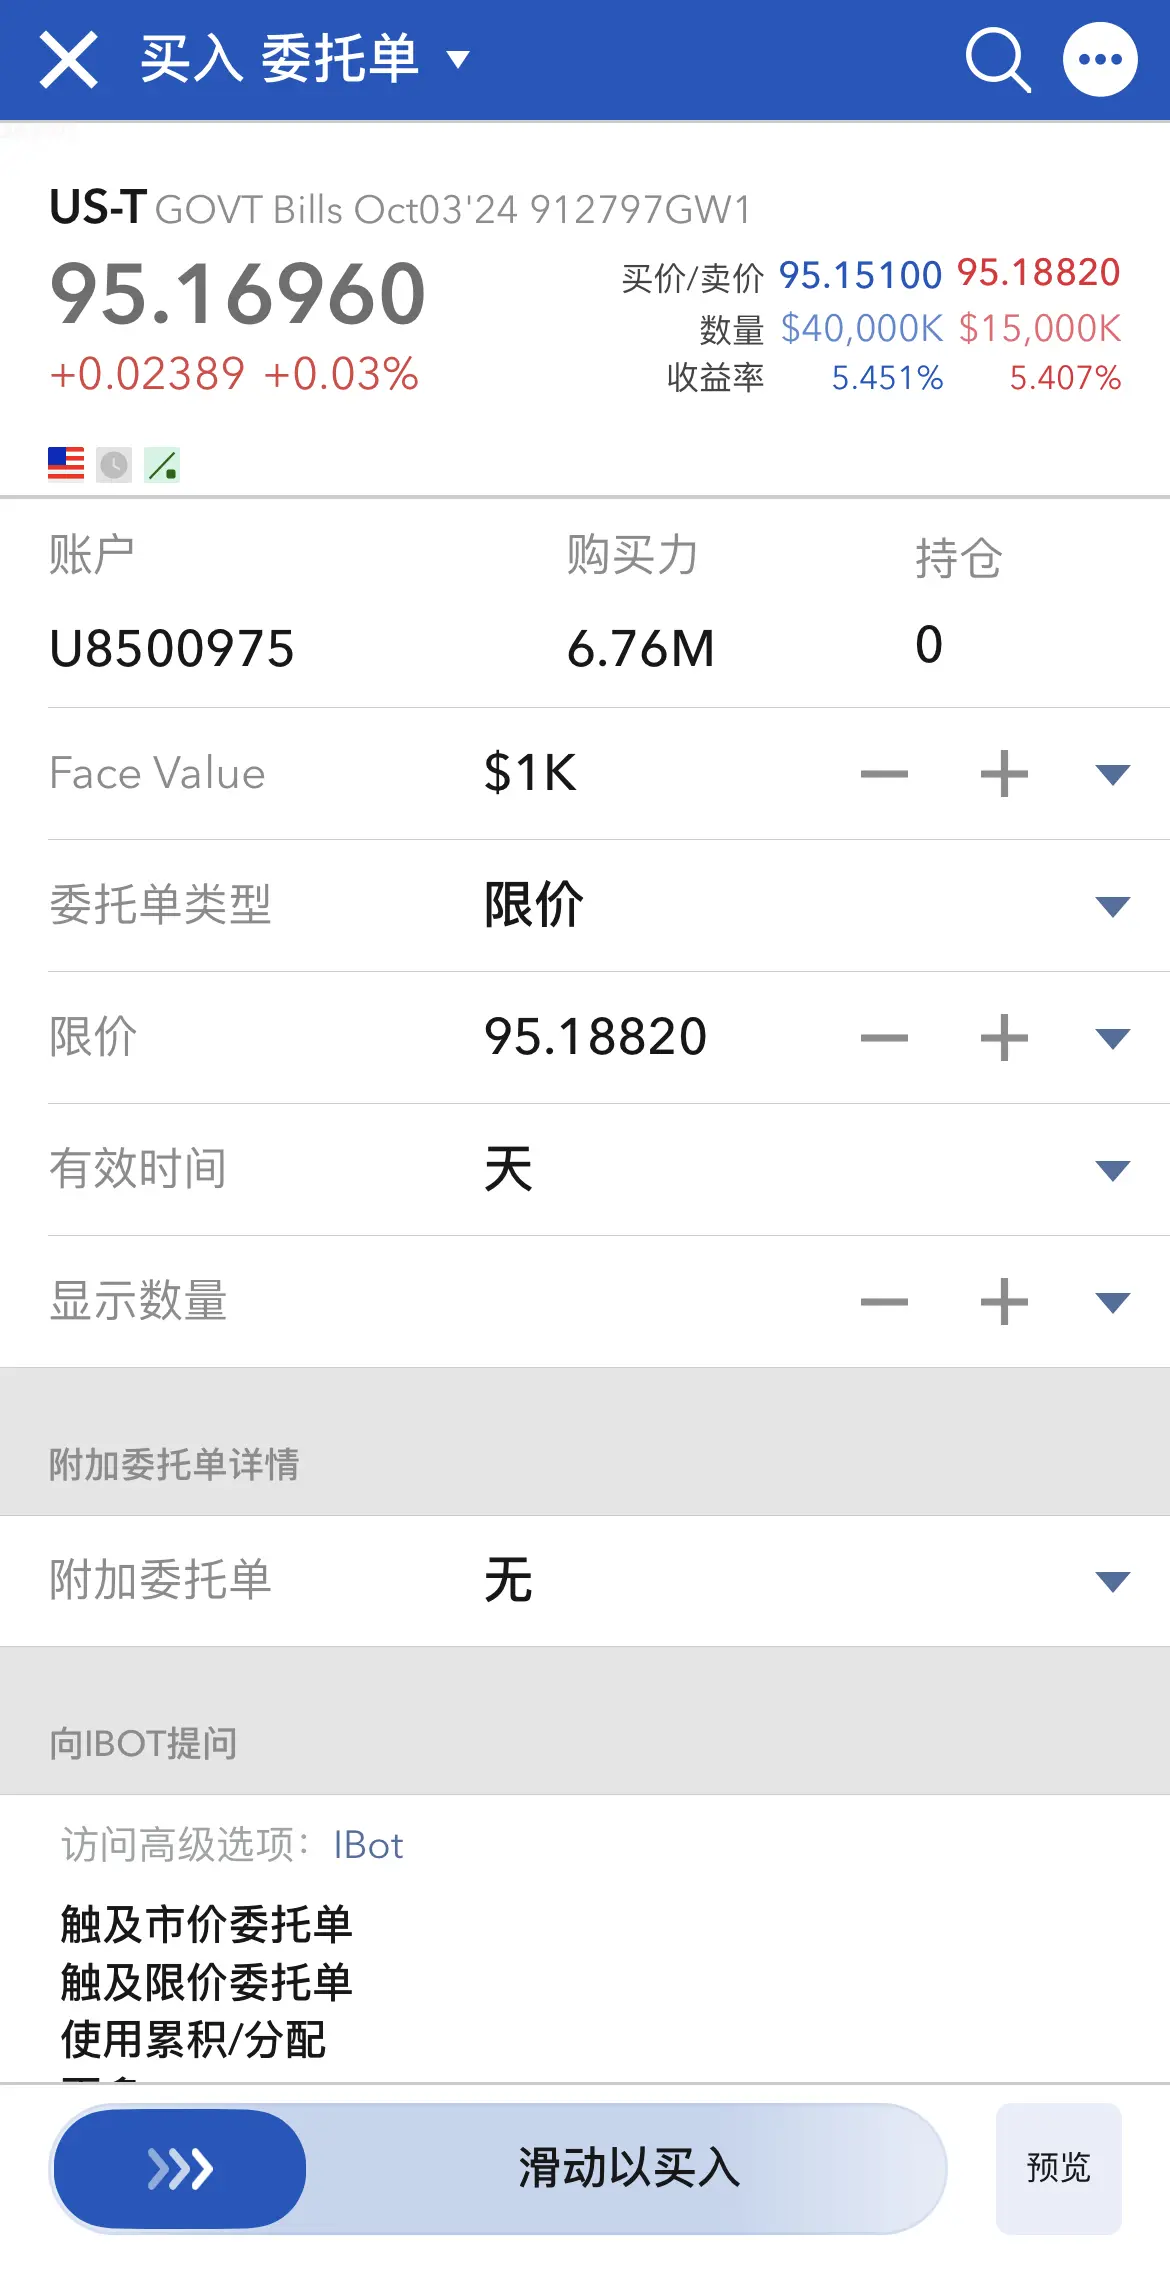 买入 委托单
US-T GOVT Bills Oct03'24 912797GW1
95.16960
+0.02389 +0.03%
买价/卖价 95.15100 95.18820
数量 $40,000K $15,000K
收益率 5.451% 5.407%
账户 购买力 持仓
U8500975 6.76M 0
Face Value $1K
委托单类型 限价
限价 95.18820
有效时间 天
显示数量
附加委托单详情
附加委托单 无
向IBOT提问
访问高级选项: IBot
触及市价委托单
触及限价委托单
使用累积/分配
滑动以买入
预览